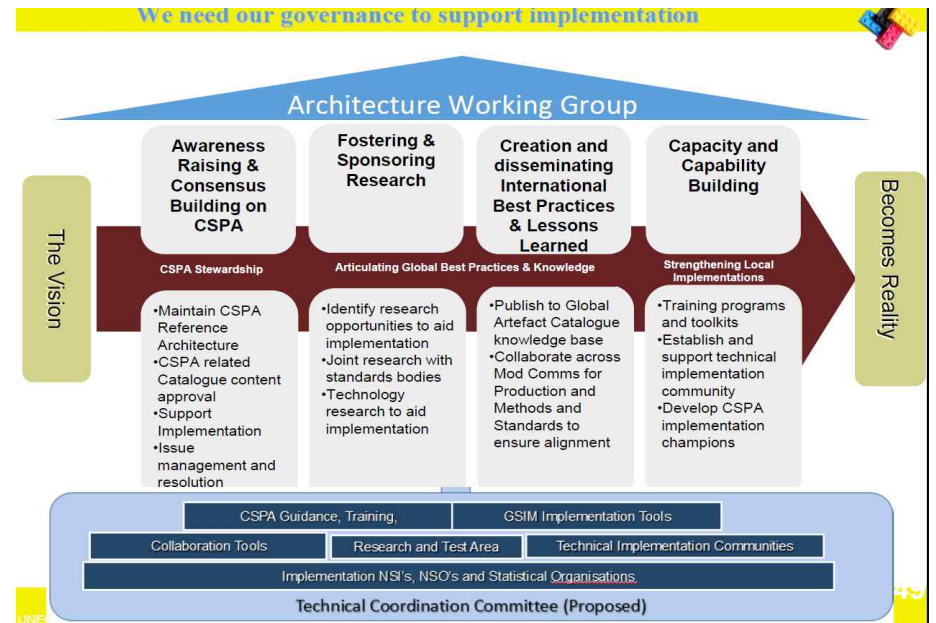 We need our governance to support implementation
Architecture Working Group
The Vision
Awareness
Raising &
Consensus
Building on
CSPA
Fostering &
Sponsoring
Research
Creation and
disseminating
International
Best Practices
& Lessons
Learned
Capacity and
Capability
Building
Becomes Reality
CSPA Stewardship
Articulating Global Best Practices & Knowledge
Strengthening Local
Implementations
•Maintain CSPA
Reference
Architecture
•CSPA related
Catalogue content
approval
•Support
Implementation
•Issue
management and
resolution
•Identify research
opportunities to aid
implementation
•Joint research with
standards bodies
•Technology
research to aid
implementation
•Publish to Global
Artefact Catalogue
knowledge base
•Collaborate across
Mod Comms for
Production and
Methods and
Standards to
ensure alignment
•Training programs
and toolkits
•Establish and
support technical
implementation
community
•Develop CSPA
implementation
champions
CSPA Guidance, Training,
GSIM Implementation Tools
Collaboration Tools
Research and Test Area
Technical Implementation Communities
Implementation NSI's, NSO's and Statistical Organisations.
Technical Coordination Committee (Proposed)
49